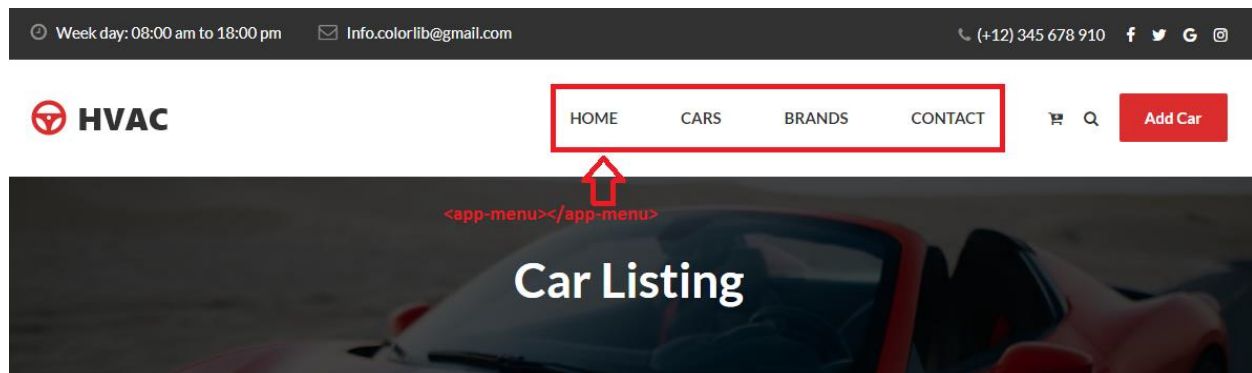 Week day: 08:00 am to 18:00 pm Info.colorlib@gmail.com (+12) 345 678 910
HVAC HOME CARS BRANDS CONTACT Add Car
<app-menu></app-menu>
Car Listing